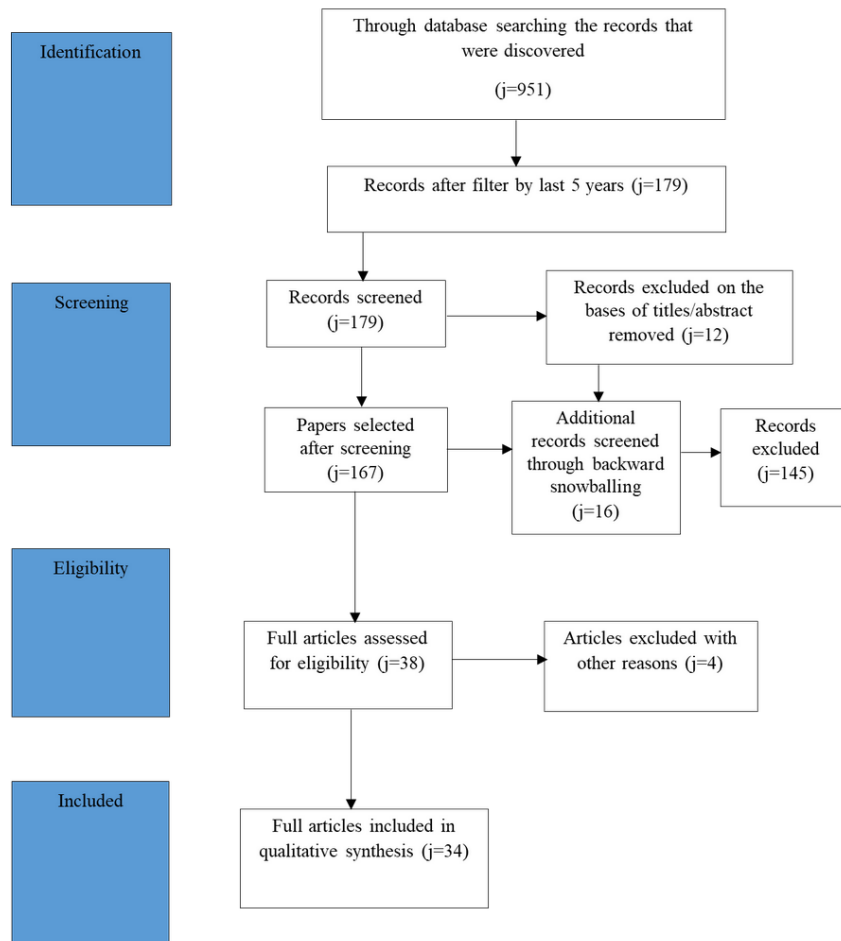 Identification
Through database searching the records that
were discovered
(j=951)
Records after filter by last 5 years (j=179)
Screening
Records screened
(j=179)
Records excluded on the
bases of titles/abstract
removed (j=12)
Papers selected
after screening
(j=167)
Additional
records screened
through backward
snowballing
(j=16)
Records
excluded
(j=145)
Eligibility
Full articles assessed
for eligibility (j=38)
Articles excluded with
other reasons (j=4)
Included
Full articles included in
qualitative synthesis (j=34)